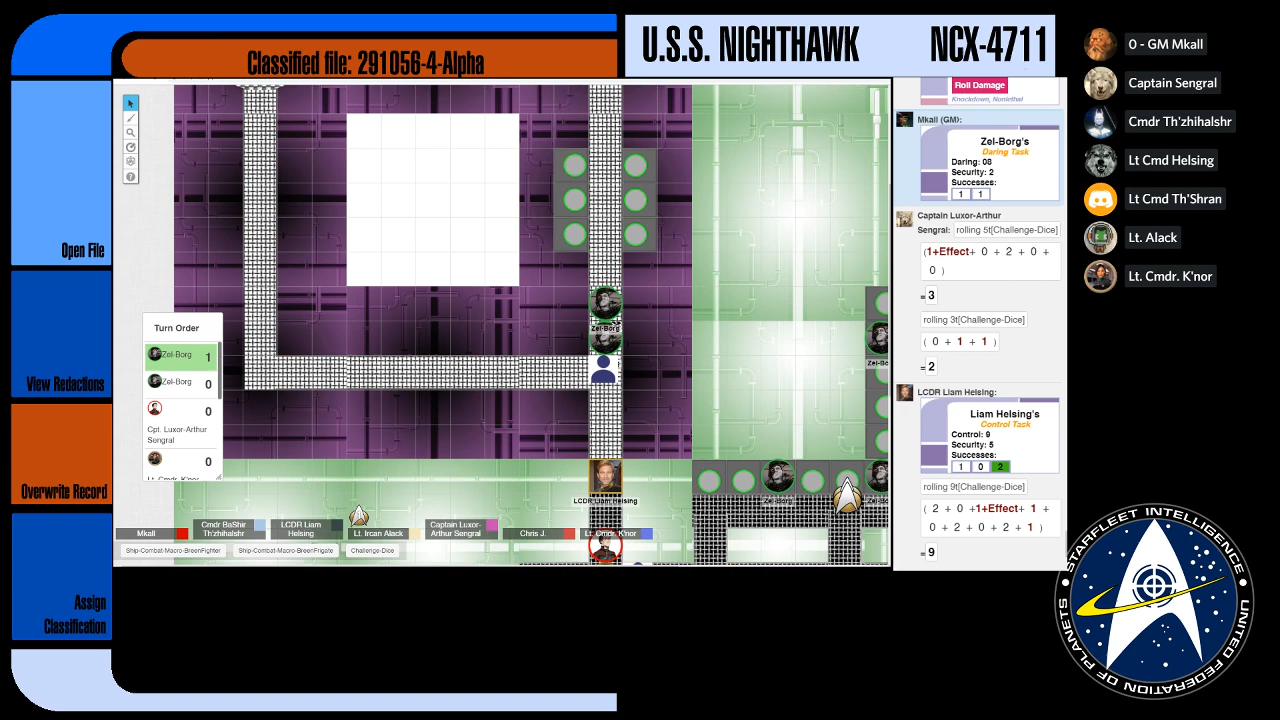 Classified file: 291056-4-Alpha
U.S.S. NIGHTHAWK NCX-4711
Open File
View Redactions
Overwrite Record
Assign
Classification
Turn Order
Zel-Borg 1
Zel-Borg 0
0
Cpt. Luxor-Arthur
Sengral
0
Lt. Cmdr. K'nor
Zel-Borg
LCDR Liam Helsing
Zel-Borg
Mkall
Cmdr BaShir
Th'zhihalshr
LCDR Liam
Helsing
Lt. Ircan Alack
Captain Luxor-
Arthur Sengral
Chris J.
Lt. Cmdr. K'nor
Ship-Combat-Macro-BreenFighter
Ship-Combat-Macro-BreenFrigate
Challenge-Dice
Roll Damage
Knockdown, Nonlethal
Mkall (GM):
Zel-Borg's
Daring Task
Daring: 08
Security: 2
Successes:
1 1
Captain Luxor-Arthur
Sengral: rolling 5t[Challenge-Dice]
(1+Effect+ 0 + 2 + 0 +
0 )
=3
rolling 3t[Challenge-Dice]
( 0 + 1 + 1 )
=2
LCDR Liam Helsing:
Liam Helsing's
Control Task
Control: 9
Security: 5
Successes:
1 0 2
rolling 9t[Challenge-Dice]
( 2 + 0 +1+Effect+ 1 +
0 + 2 + 0 + 2 + 1 )
=9
0 - GM Mkall
Captain Sengral
Cmdr Th'zhihalshr
Lt Cmd Helsing
Lt Cmd Th'Shran
Lt. Alack
Lt. Cmdr. K'nor
STARFLEET INTELLIGENCE
UNITED FEDERATION OF PLANETS